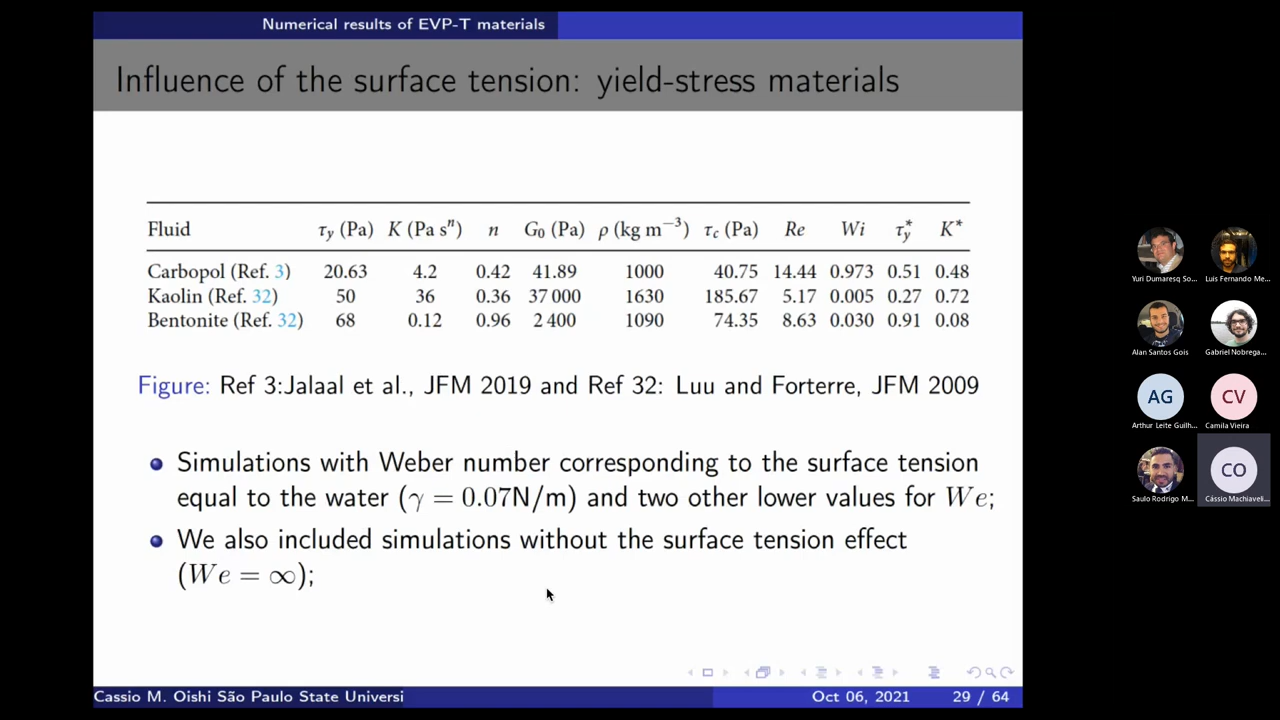 Numerical results of EVP-T materials
Influence of the surface tension: yield-stress materials
Fluid τy (Pa) K (Pa sⁿ) n G₀ (Pa) ρ (kg m⁻³) τc (Pa) Re Wi τy* K*
Carbopol (Ref. 3) 20.63 4.2 0.42 41.89 1000 40.75 14.44 0.973 0.51 0.48
Kaolin (Ref. 32) 50 36 0.36 37 000 1630 185.67 5.17 0.005 0.27 0.72
Bentonite (Ref. 32) 68 0.12 0.96 2 400 1090 74.35 8.63 0.030 0.91 0.08
Figure: Ref 3:Jalaal et al., JFM 2019 and Ref 32: Luu and Forterre, JFM 2009
Simulations with Weber number corresponding to the surface tension
equal to the water (γ = 0.07N/m) and two other lower values for We;
We also included simulations without the surface tension effect
(We = ∞);
Cassio M. Oishi São Paulo State Universi Oct 06, 2021 29 / 64
Yuri Dumaresq So...
Luis Fernando Me...
Alan Santos Gois
Gabriel Nobrega...
AG
Arthur Leite Guilh...
CV
Camila Vieira
Saulo Rodrigo M...
CO
Cássio Machiaveli...